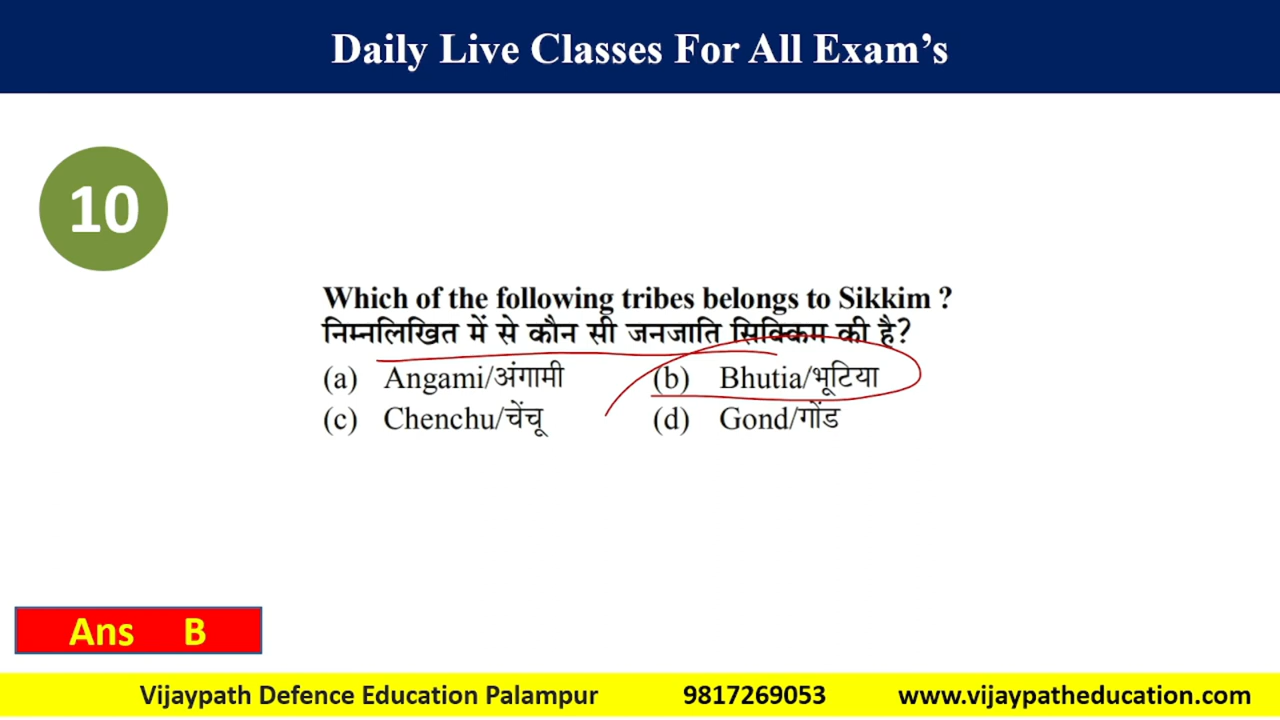 Daily Live Classes For All Exam’s
10
Which of the following tribes belongs to Sikkim ?
निम्नलिखित में से कौन सी जनजाति सिक्किम की है?
(a) Angami/अंगामी (b) Bhutia/भूटिया
(c) Chenchu/चेंचू (d) Gond/गोंड
Ans B
Vijaypath Defence Education Palampur 9817269053 www.vijaypatheducation.com